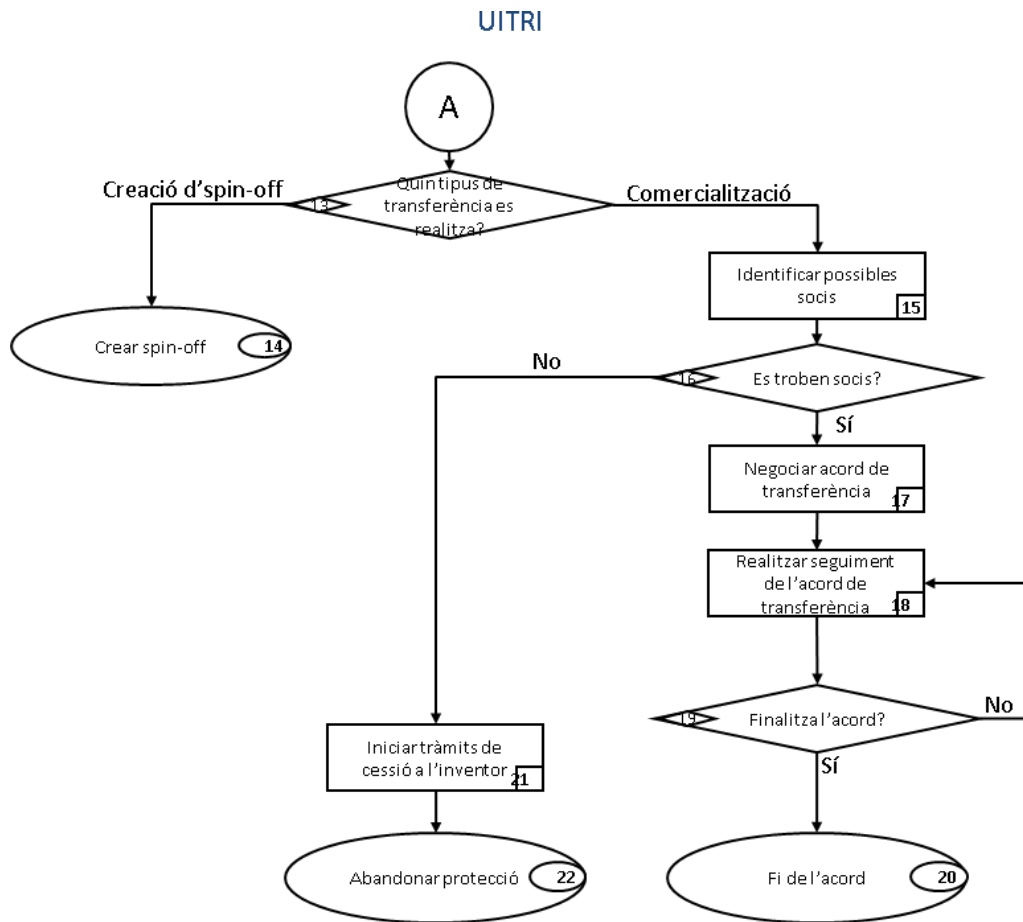 UITRI
A
Creació d'spin-off
Quin tipus de
transferència es
realitza?
13
Comercialització
Identificar possibles
socis
15
Crear spin-off
14
No
16
Es troben socis?
Sí
Negociar acord de
transferència
17
Realitzar seguiment
de l'acord de
transferència
18
19
Finalitza l'acord?
No
Iniciar tràmits de
cessió a l'inventor
21
Sí
Abandonar protecció
22
Fi de l'acord
20